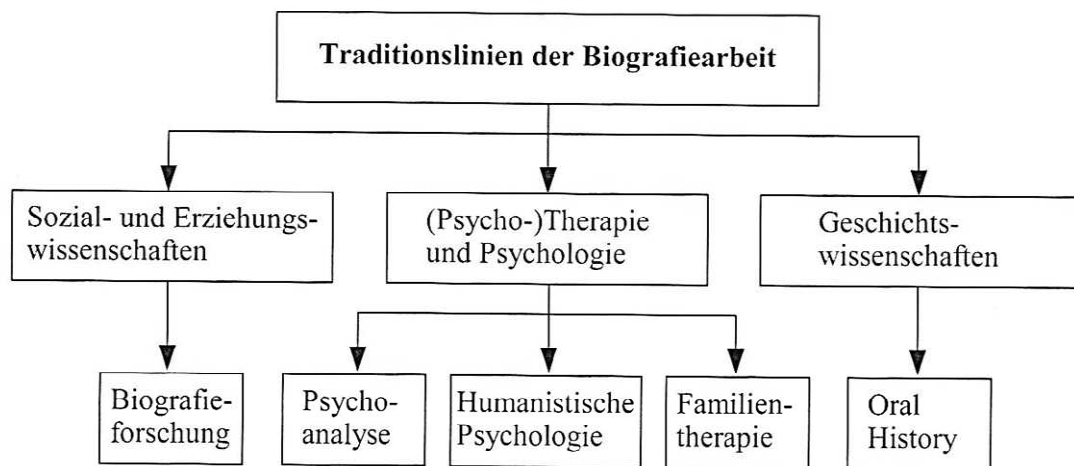 Traditionslinien der Biografiearbeit
Sozial- und Erziehungs-
wissenschaften
(Psycho-)Therapie
und Psychologie
Geschichts-
wissenschaften
Biografie-
forschung
Psycho-
analyse
Humanistische
Psychologie
Familien-
therapie
Oral
History